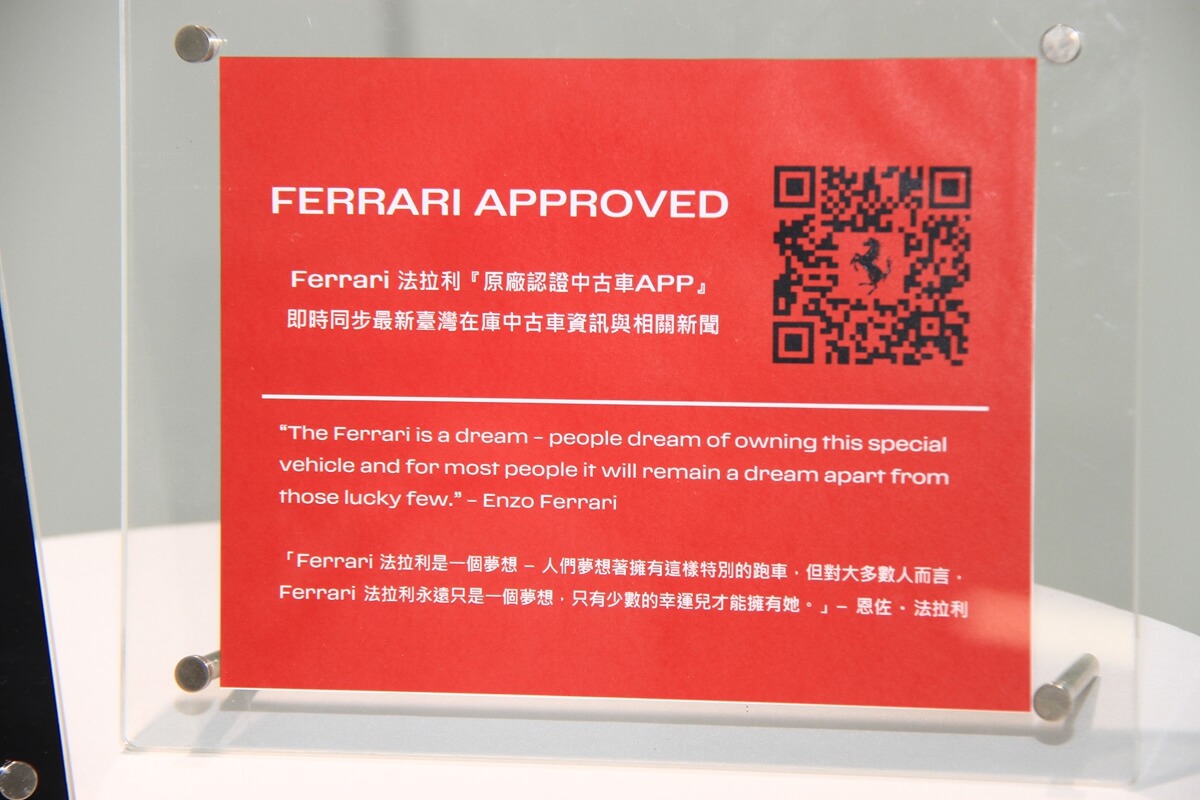 FERRARI APPROVED
Ferrari 法拉利『原廠認證中古車APP』
即時同步最新臺灣在庫中古車資訊與相關新聞
“The Ferrari is a dream – people dream of owning this special
vehicle and for most people it will remain a dream apart from
those lucky few.” – Enzo Ferrari
「Ferrari 法拉利是一個夢想 – 人們夢想著擁有這樣特別的跑車，但對大多數人而言，
Ferrari 法拉利永遠只是一個夢想，只有少數的幸運兒才能擁有她。」– 恩佐・法拉利